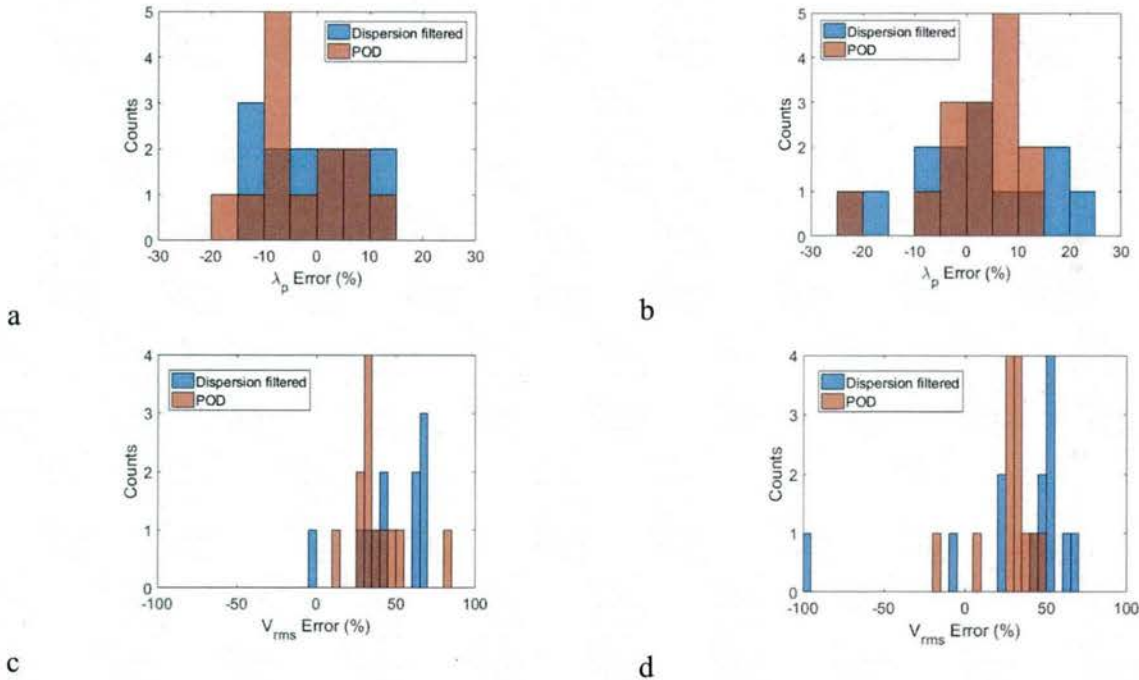 5
4
3
2
1
0
Counts
Dispersion filtered
POD
-30 -20 -10 0 10 20 30
λp Error (%)
a
5
4
3
2
1
0
Counts
Dispersion filtered
POD
-30 -20 -10 0 10 20 30
λp Error (%)
b
4
3
2
1
0
Counts
Dispersion filtered
POD
-100 -50 0 50 100
Vrms Error (%)
c
4
3
2
1
0
Counts
Dispersion filtered
POD
-100 -50 0 50 100
Vrms Error (%)
d